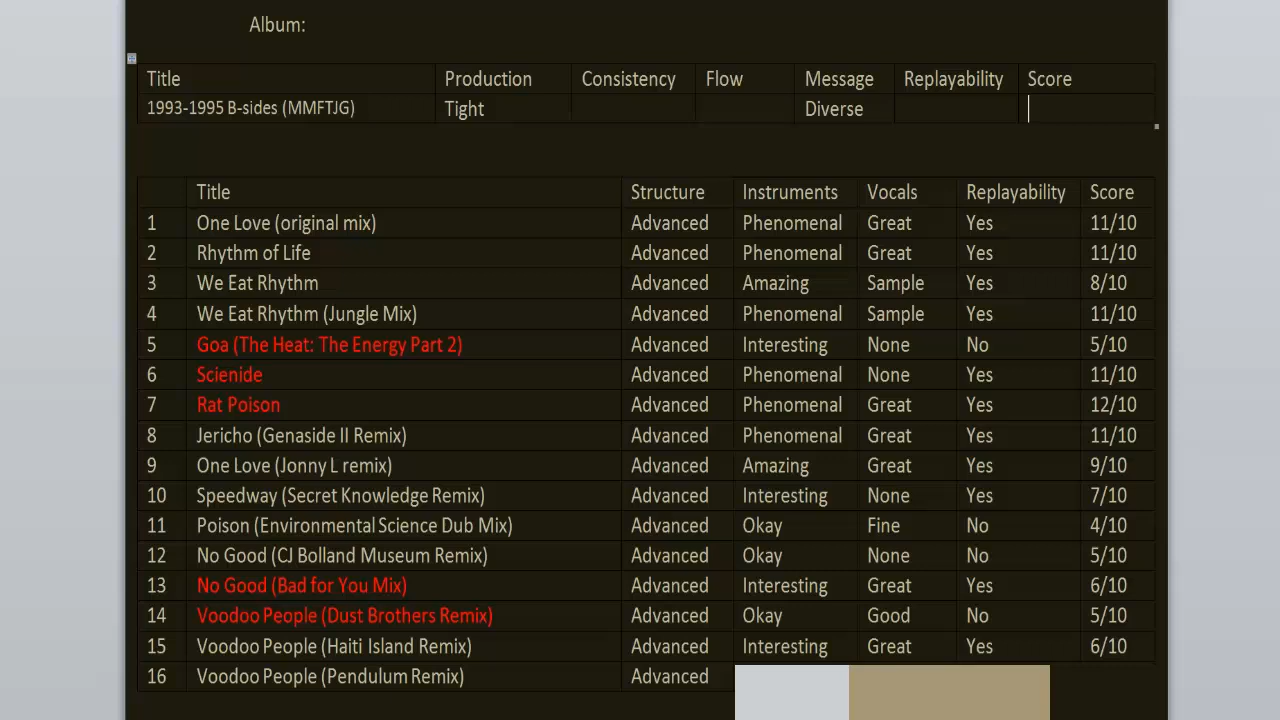 Album:
Title Production Consistency Flow Message Replayability Score
1993-1995 B-sides (MMFTJG) Tight Diverse
Title Structure Instruments Vocals Replayability Score
1 One Love (original mix) Advanced Phenomenal Great Yes 11/10
2 Rhythm of Life Advanced Phenomenal Great Yes 11/10
3 We Eat Rhythm Advanced Amazing Sample Yes 8/10
4 We Eat Rhythm (Jungle Mix) Advanced Phenomenal Sample Yes 11/10
5 Goa (The Heat: The Energy Part 2) Advanced Interesting None No 5/10
6 Scienide Advanced Phenomenal None Yes 11/10
7 Rat Poison Advanced Phenomenal Great Yes 12/10
8 Jericho (Genaside II Remix) Advanced Phenomenal Great Yes 11/10
9 One Love (Jonny L remix) Advanced Amazing Great Yes 9/10
10 Speedway (Secret Knowledge Remix) Advanced Interesting None Yes 7/10
11 Poison (Environmental Science Dub Mix) Advanced Okay Fine No 4/10
12 No Good (CJ Bolland Museum Remix) Advanced Okay None No 5/10
13 No Good (Bad for You Mix) Advanced Interesting Great Yes 6/10
14 Voodoo People (Dust Brothers Remix) Advanced Okay Good No 5/10
15 Voodoo People (Haiti Island Remix) Advanced Interesting Great Yes 6/10
16 Voodoo People (Pendulum Remix) Advanced